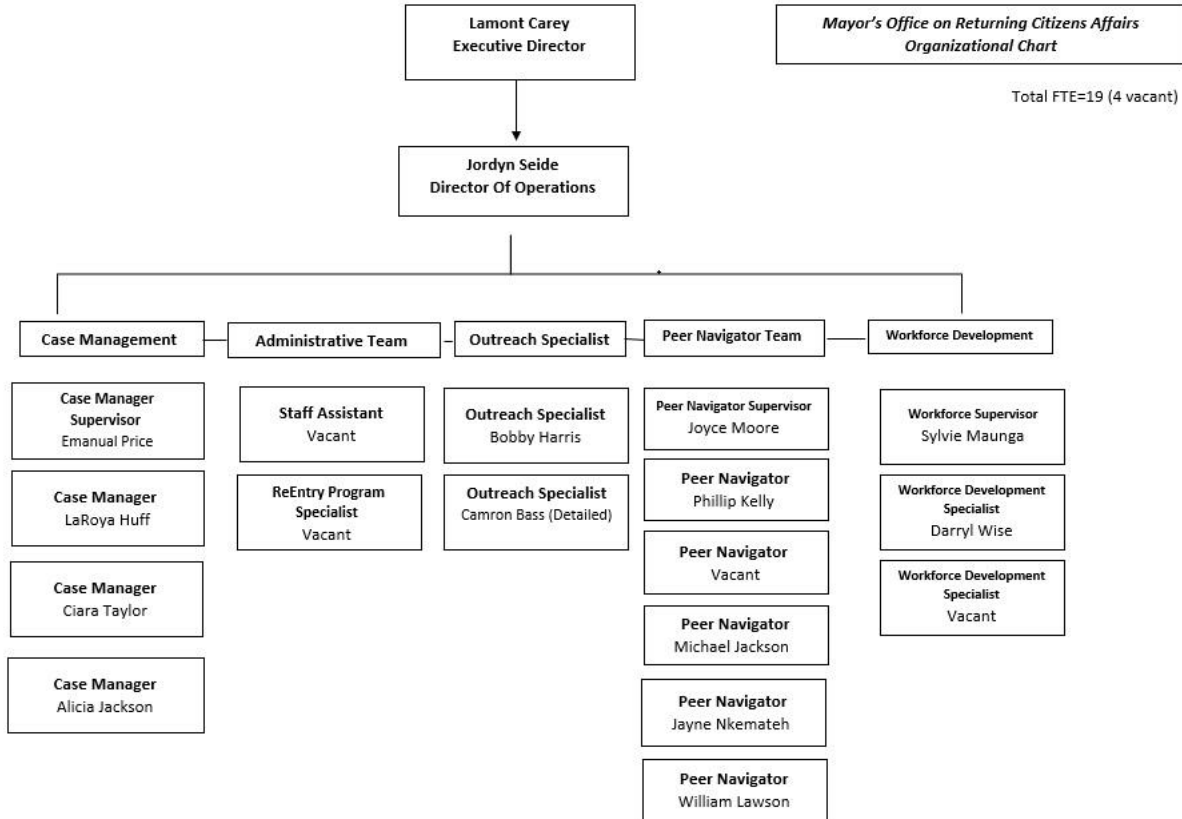 Lamont Carey
Executive Director
Mayor's Office on Returning Citizens Affairs
Organizational Chart
Total FTE=19 (4 vacant)
Jordyn Seide
Director Of Operations
Case Management
Administrative Team
Outreach Specialist
Peer Navigator Team
Workforce Development
Case Manager
Supervisor
Emanual Price
Case Manager
LaRoya Huff
Case Manager
Ciara Taylor
Case Manager
Alicia Jackson
Staff Assistant
Vacant
ReEntry Program
Specialist
Vacant
Outreach Specialist
Bobby Harris
Outreach Specialist
Camron Bass (Detailed)
Peer Navigator Supervisor
Joyce Moore
Peer Navigator
Phillip Kelly
Peer Navigator
Vacant
Peer Navigator
Michael Jackson
Peer Navigator
Jayne Nkemateh
Peer Navigator
William Lawson
Workforce Supervisor
Sylvie Maunga
Workforce Development
Specialist
Darryl Wise
Workforce Development
Specialist
Vacant